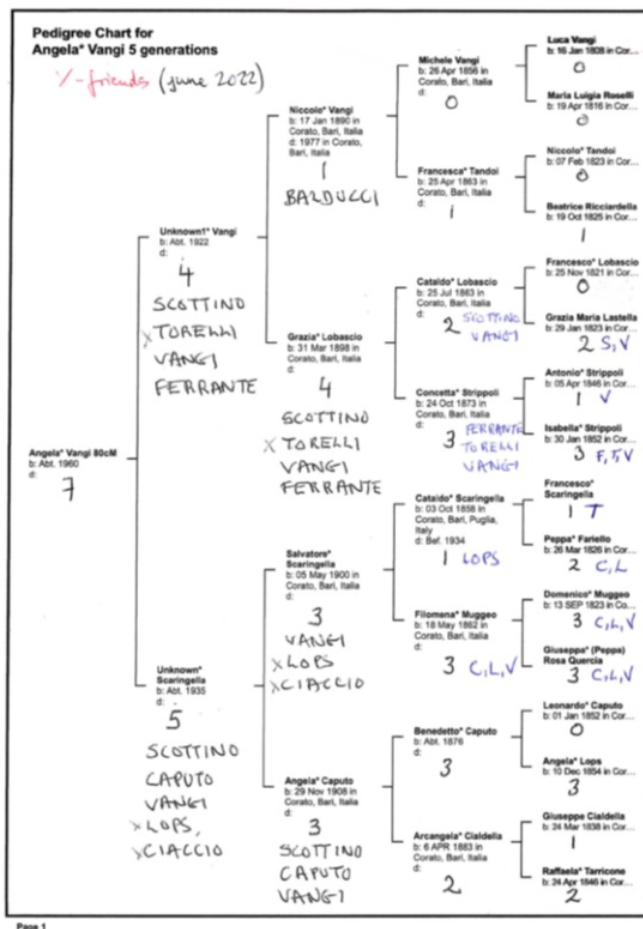 Pedigree Chart for
Angela* Vangi 5 generations
%-friends (june 2022)
Angela* Vangi 80cM
b: Abt. 1960
d:
7
Unknown1* Vangi
b: Abt. 1922
d:
4
SCOTTINO
x TORELLI
VANGI
FERRANTE
Unknown*
Scaringella
b: Abt. 1935
d:
5
SCOTTINO
CAPUTO
VANGI
x LOPS,
x CIACCIO
Niccolo* Vangi
b: 17 Jan 1890 in
Corato, Bari, Italia
d: 1977 in Corato,
Bari, Italia
1
BALDUCCI
Grazia* Lobascio
b: 31 Mar 1898 in
Corato, Bari, Italia
d:
4
SCOTTINO
x TORELLI
VANGI
FERRANTE
Salvatore*
Scaringella
b: 05 May 1900 in
Corato, Bari, Italia
d:
3
VANGI
x LOPS
x CIACCIO
Angela* Caputo
b: 29 Nov 1908 in
Corato, Bari, Italia
d:
3
SCOTTINO
CAPUTO
VANGI
Michele Vangi
b: 26 Apr 1856 in
Corato, Bari, Italia
d:
0
Francesca* Tandoi
b: 25 Apr 1863 in
Corato, Bari, Italia
d:
1
Cataldo* Lobascio
b: 25 Jul 1863 in
Corato, Bari, Italia
d:
2 SCOTTINO
VANGI
Concetta* Strippoli
b: 24 Oct 1873 in
Corato, Bari, Italia
d:
3 FERRANTE
TORELLI
VANGI
Cataldo* Scaringella
b: 03 Oct 1858 in
Corato, Bari, Puglia,
Italy
d: Bef. 1934
1 LOPS
Filomena* Muggeo
b: 18 May 1862 in
Corato, Bari, Italia
d:
3 C,L,V
Benedetto* Caputo
b: Abt. 1876
d:
3
Arcangela* Cialdella
b: 6 APR 1883 in
Corato, Bari, Italia
d:
2
Luca Vangi
b: 16 Jan 1808 in Cor...
0
Maria Luigia Roselli
b: 19 Apr 1816 in Cor...
0
Niccolo* Tandoi
b: 07 Feb 1823 in Cor...
0
Beatrice Ricciardella
b: 19 Oct 1825 in Cor...
1
Francesco* Lobascio
b: 25 Nov 1821 in Cor...
0
Grazia Maria Lastella
b: 29 Jan 1823 in Cor...
2 S,V
Antonio* Strippoli
b: 05 Apr 1846 in Cor...
1 V
Isabella* Strippoli
b: 30 Jan 1852 in Cor...
3 F,T,V
Francesco*
Scaringella
1 T
Peppa* Fariello
b: 26 Mar 1826 in Cor...
2 C,L
Domenico* Muggeo
b: 13 SEP 1823 in Co...
3 C,L,V
Giuseppa* (Peppa)
Rosa Quercia
3 C,L,V
Leonardo* Caputo
b: 01 Jan 1852 in Cor...
0
Angela* Lops
b: 10 Dec 1854 in Cor...
3
Giuseppe Cialdella
b: 24 Mar 1838 in Cor...
1
Raffaela* Tarricone
b: 24 Apr 1846 in Cor...
2
Page 1